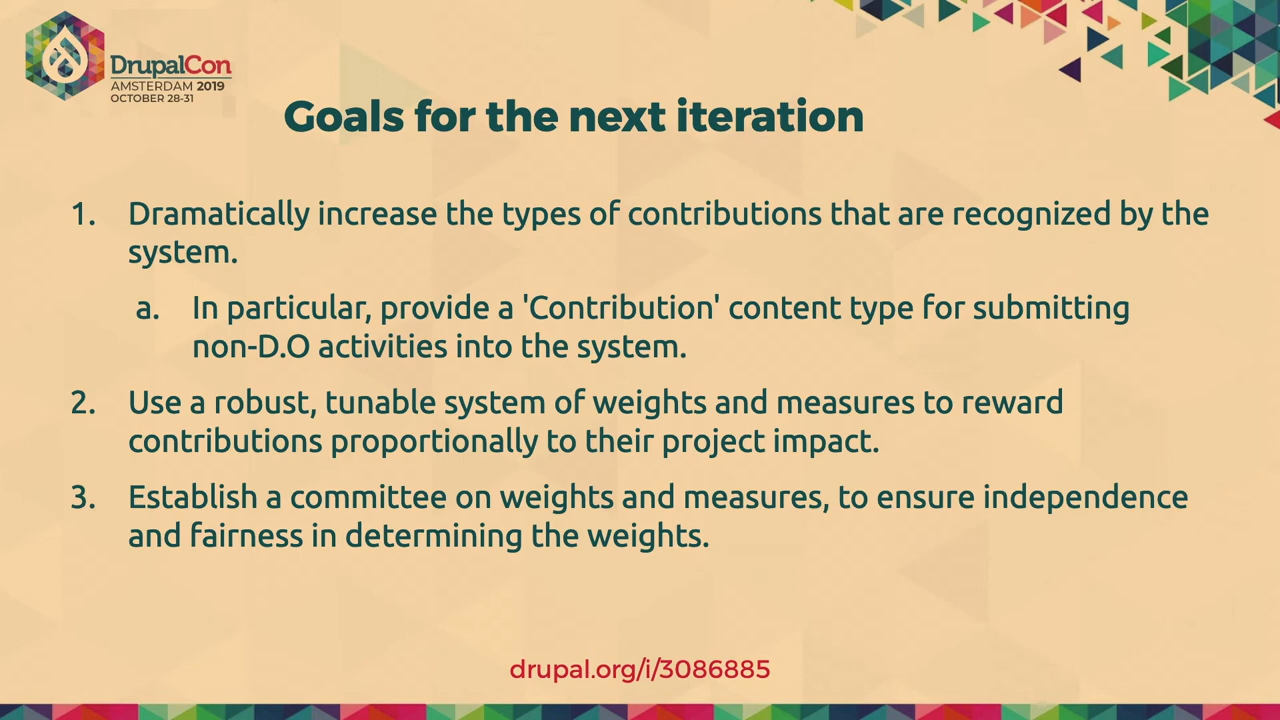 DrupalCon
AMSTERDAM 2019
OCTOBER 28-31
Goals for the next iteration
1. Dramatically increase the types of contributions that are recognized by the
system.
a. In particular, provide a 'Contribution' content type for submitting
non-D.O activities into the system.
2. Use a robust, tunable system of weights and measures to reward
contributions proportionally to their project impact.
3. Establish a committee on weights and measures, to ensure independence
and fairness in determining the weights.
drupal.org/i/3086885